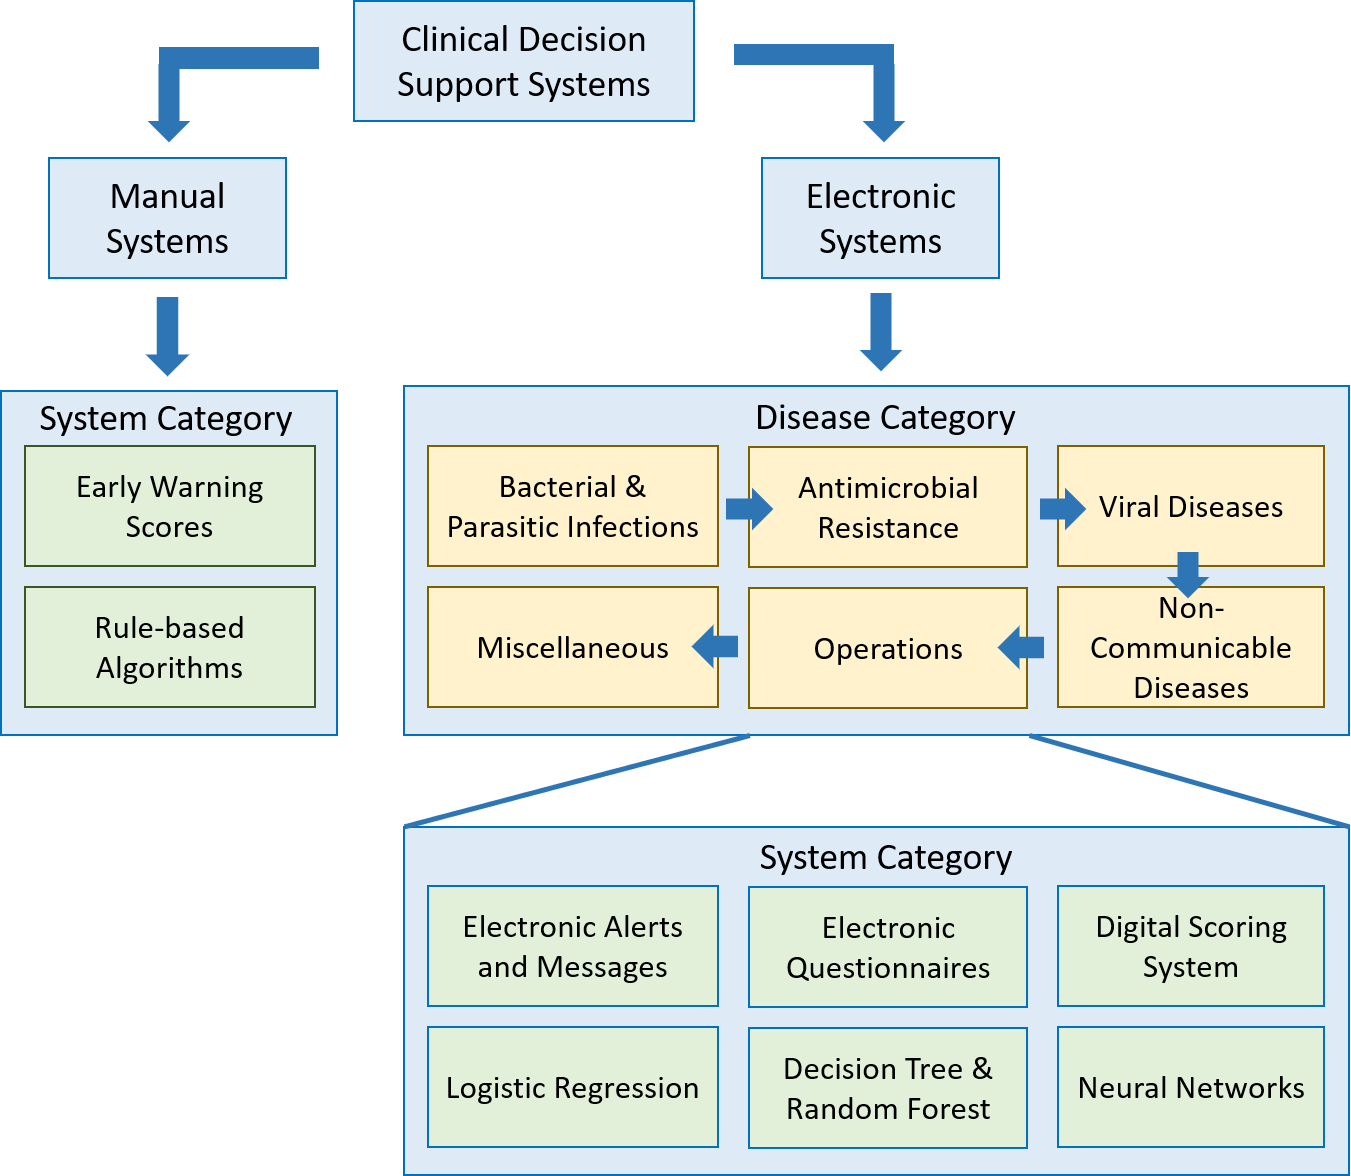 Clinical Decision
Support Systems
Manual
Systems
Electronic
Systems
System Category
Early Warning
Scores
Rule-based
Algorithms
Disease Category
Bacterial &
Parasitic Infections
Antimicrobial
Resistance
Viral Diseases
Miscellaneous
Operations
Non-
Communicable
Diseases
System Category
Electronic Alerts
and Messages
Electronic
Questionnaires
Digital Scoring
System
Logistic Regression
Decision Tree &
Random Forest
Neural Networks